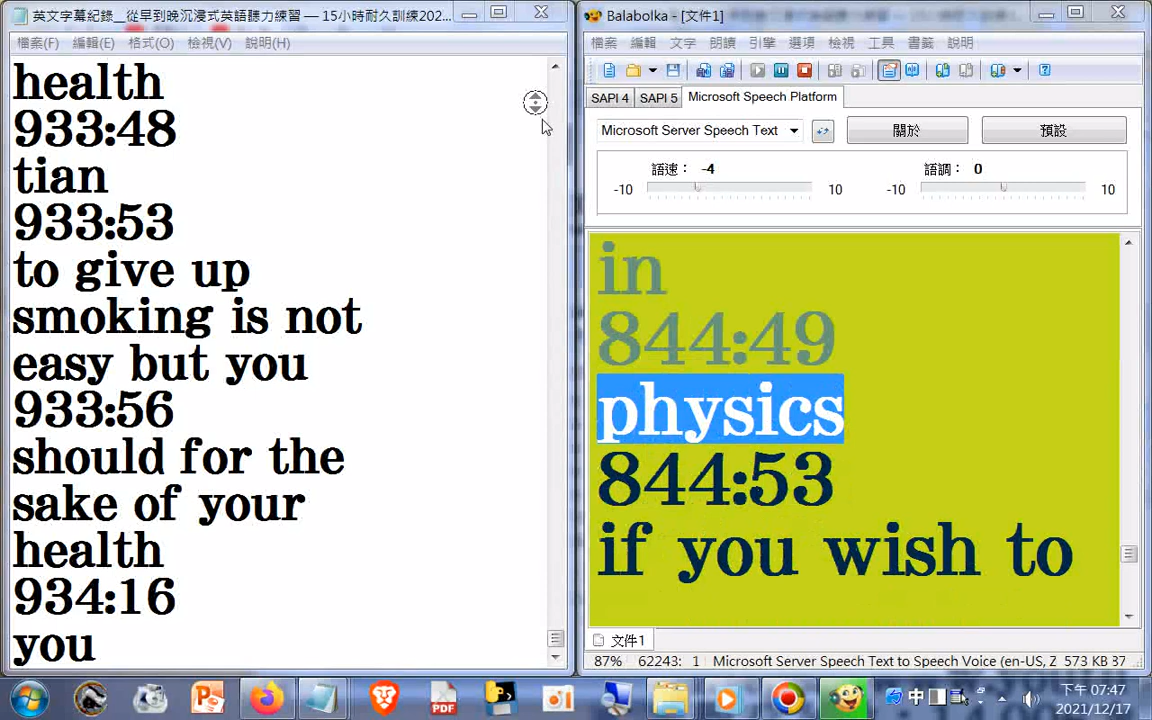 英文字幕紀錄__從早到晚沉浸式英語聽力練習 — 15小時耐久訓練202...
檔案(F) 編輯(E) 格式(O) 檢視(V) 說明(H)
health
933:48
tian
933:53
to give up
smoking is not
easy but you
933:56
should for the
sake of your
health
934:16
you
Balabolka - [文件1]
檔案 編輯 文字 朗讀 引擎 選項 檢視 工具 書籤 說明
SAPI 4 SAPI 5 Microsoft Speech Platform
Microsoft Server Speech Text 關於 預設
語速： -4 語調： 0
-10 10 -10 10
in
844:49
physics
844:53
if you wish to
文件1
87% 62243: 1 Microsoft Server Speech Text to Speech Voice (en-US, Z 573 KB 37
PDF 中 下午 07:47
2021/12/17